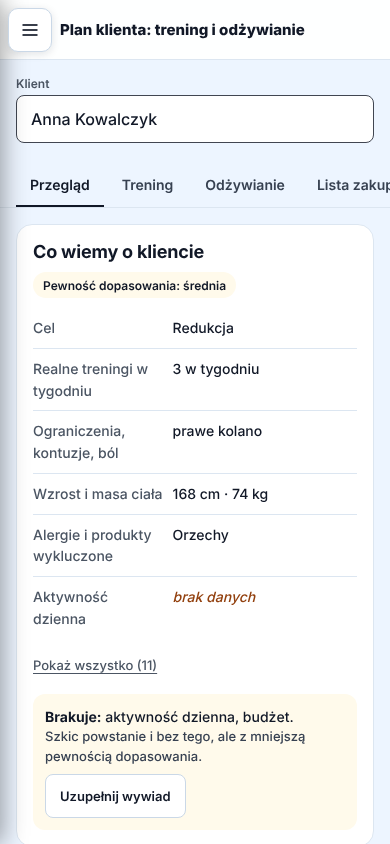 Plan klienta: trening i odżywianie
Klient
Anna Kowalczyk
Przegląd Trening Odżywianie Lista zakup
Co wiemy o kliencie
Pewność dopasowania: średnia
Cel Redukcja
Realne treningi w 3 w tygodniu
tygodniu
Ograniczenia, prawe kolano
kontuzje, ból
Wzrost i masa ciała 168 cm · 74 kg
Alergie i produkty Orzechy
wykluczone
Aktywność brak danych
dzienna
Pokaż wszystko (11)
Brakuje: aktywność dzienna, budżet.
Szkic powstanie i bez tego, ale z mniejszą
pewnością dopasowania.
Uzupełnij wywiad